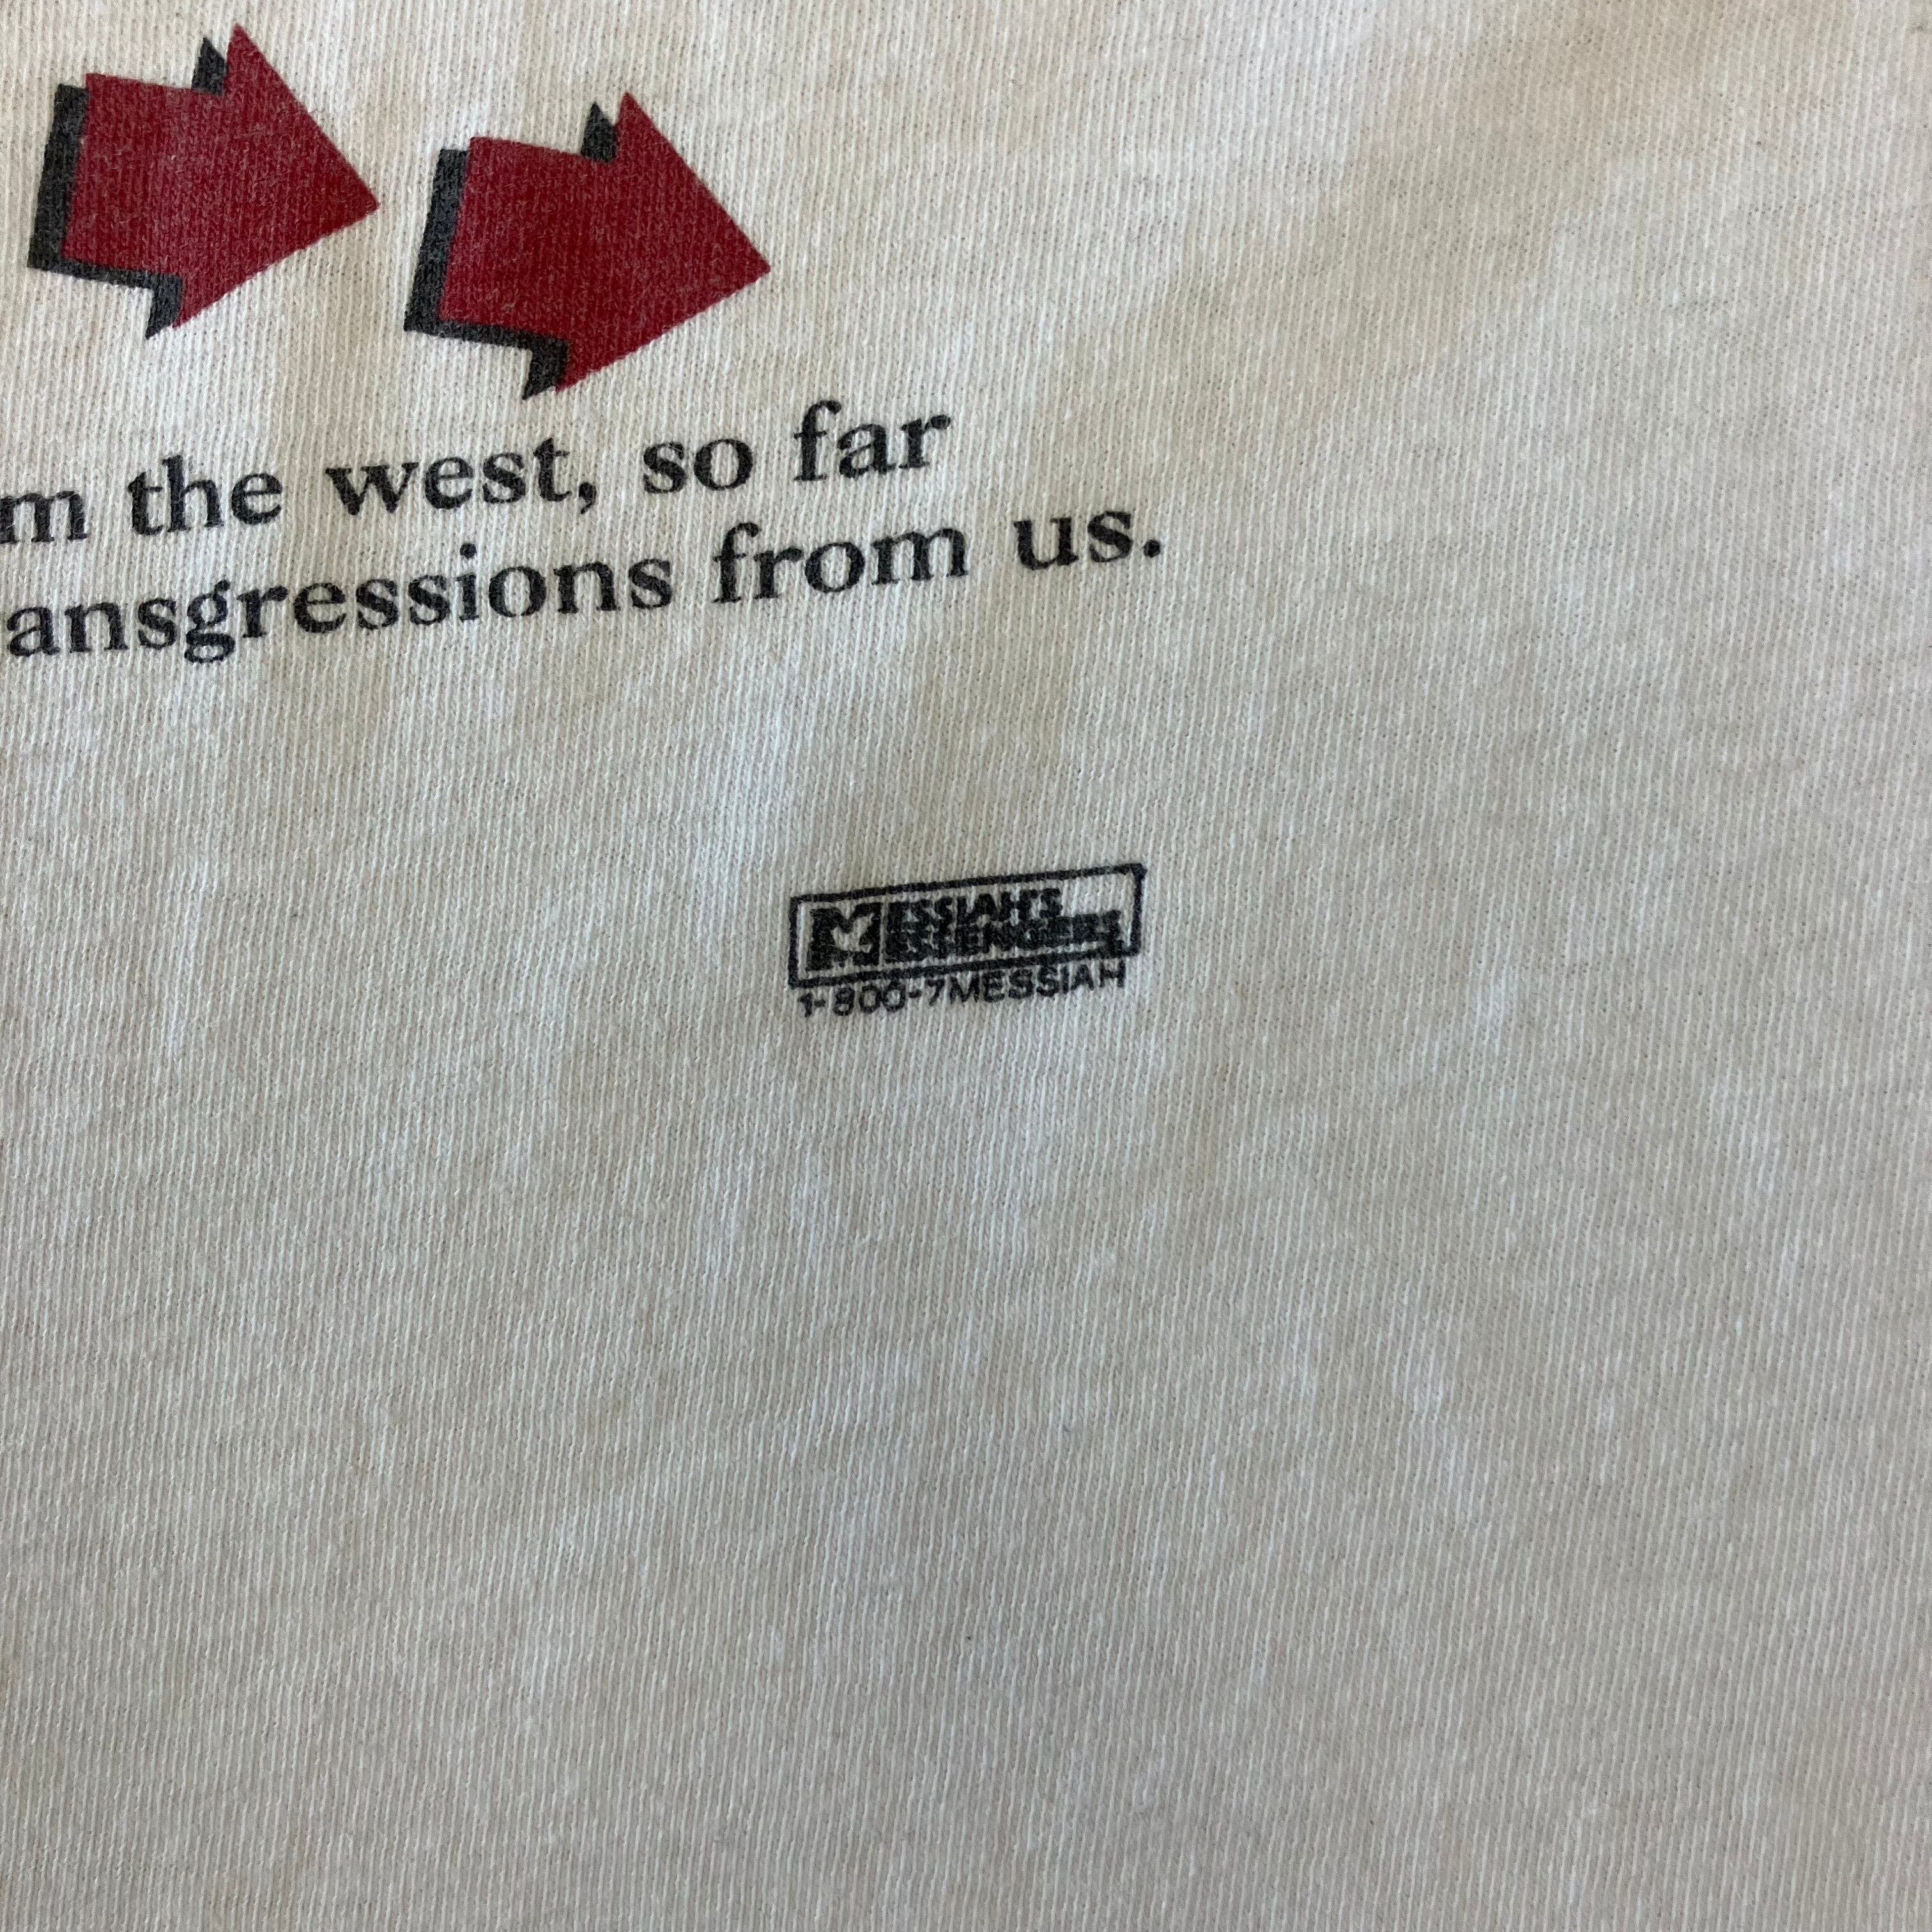 m the west, so far
ansgressions from us.
MESSIAH'S
MESSENGERS
1-800-7MESSIAH